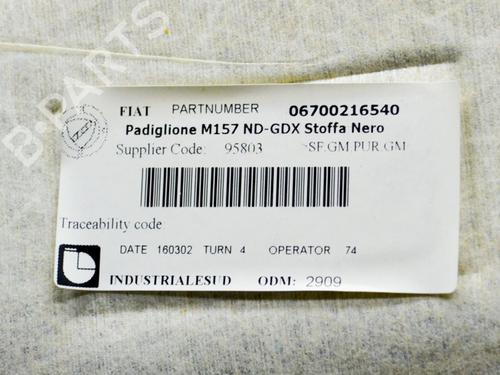 B-PARTS
FIAT PARTNUMBER 06700216540
Padiglione M157 ND-GDX Stoffa Nero
Supplier Code: 95803 SF.GM PUR.GM
Traceability code:
DATE 160302 TURN 4 OPERATOR 74
INDUSTRIALESUD ODM: 2909